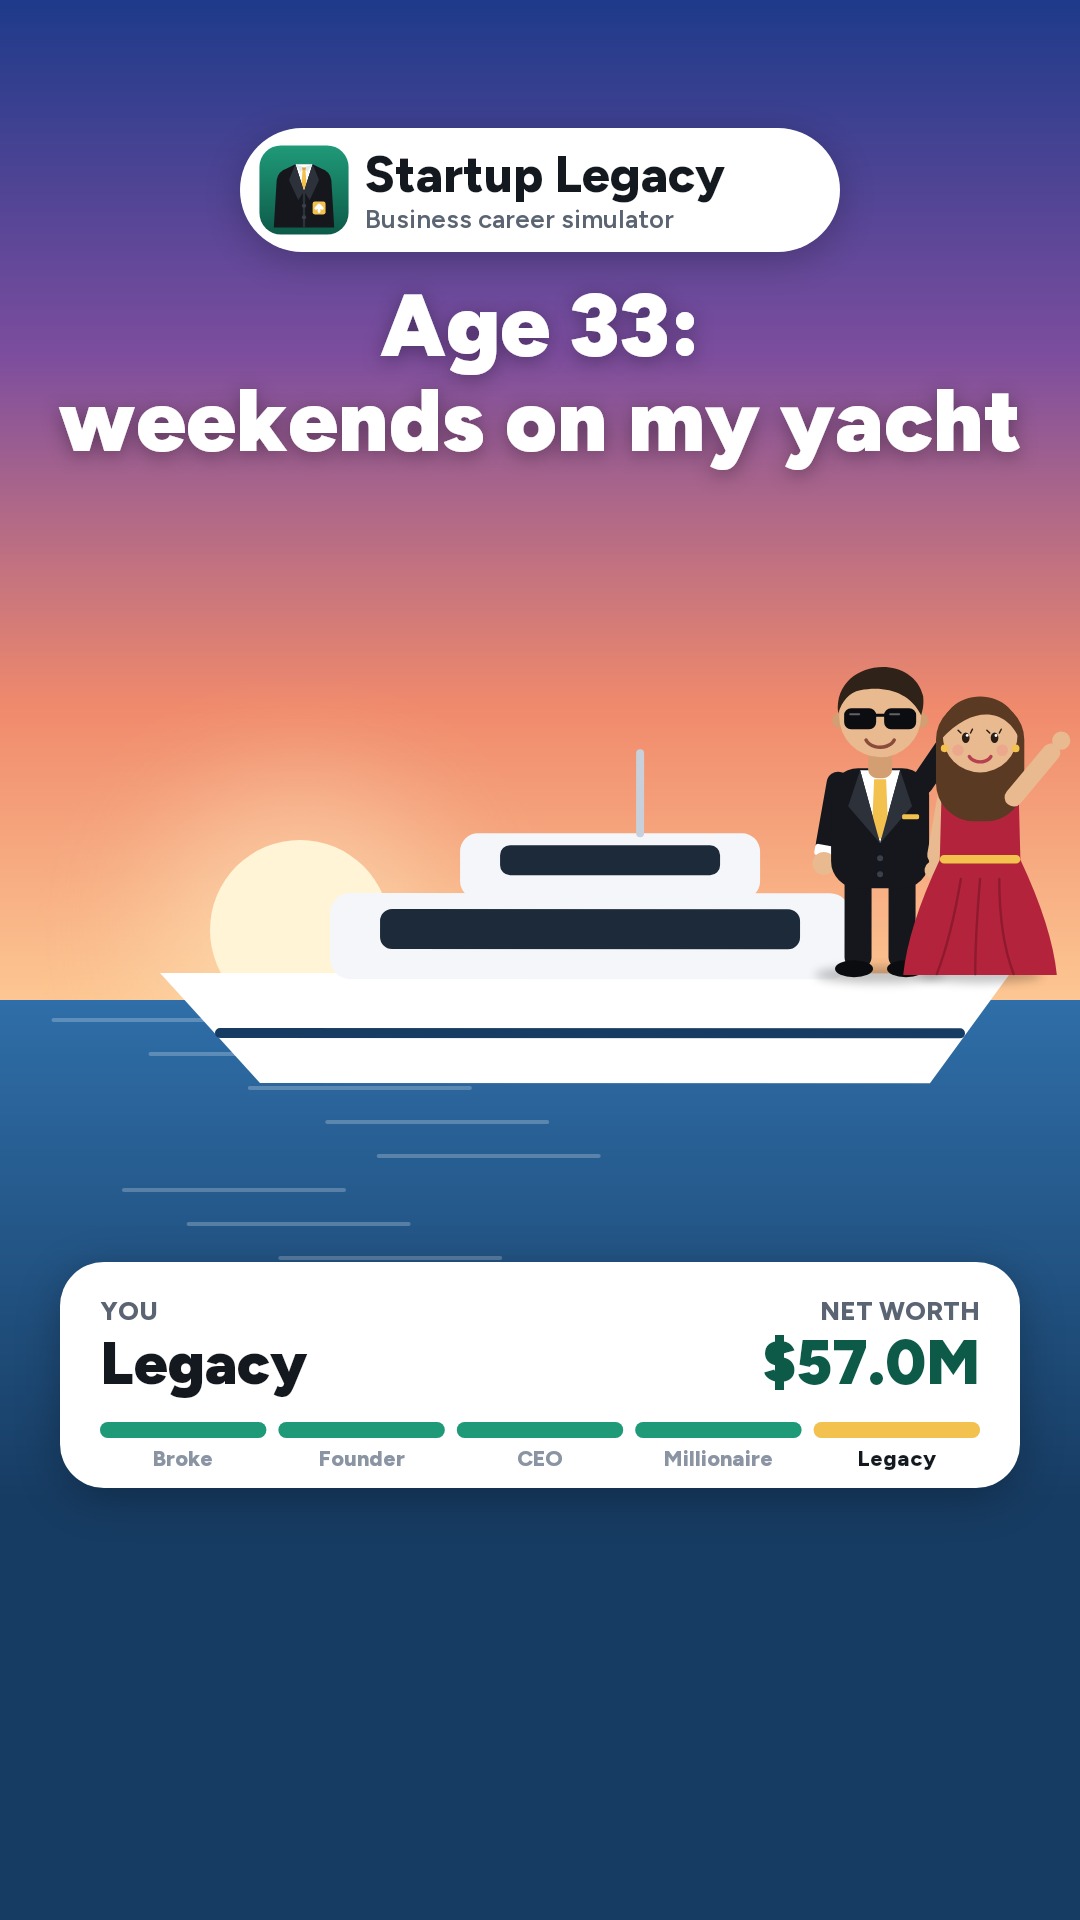 Startup Legacy
Business career simulator
Age 33:
weekends on my yacht
YOU
NET WORTH
Legacy
$57.0M
Broke
Founder
CEO
Millionaire
Legacy